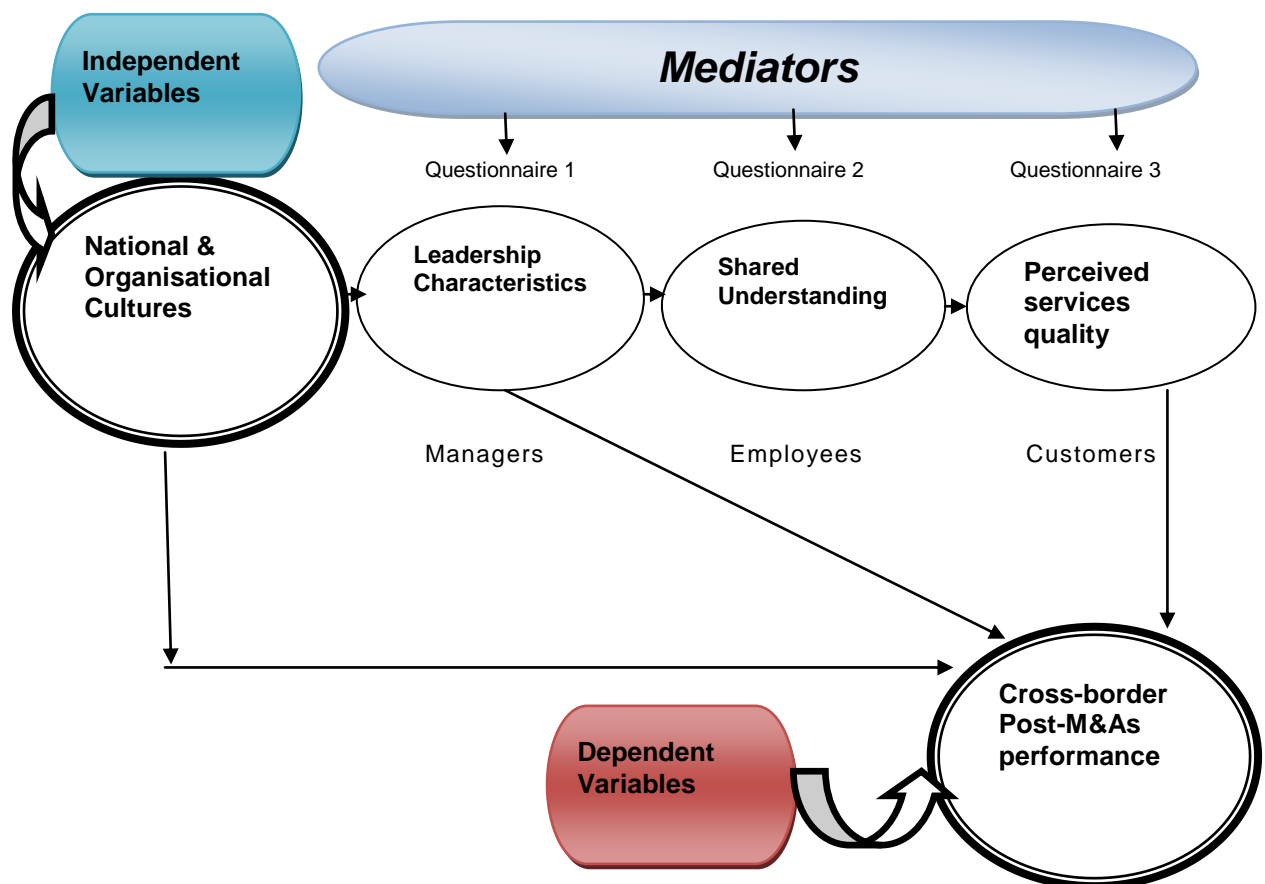 Independent
Variables
Mediators
Questionnaire 1
Questionnaire 2
Questionnaire 3
National &
Organisational
Cultures
Leadership
Characteristics
Shared
Understanding
Perceived
services
quality
Managers
Employees
Customers
Cross-border
Post-M&As
performance
Dependent
Variables